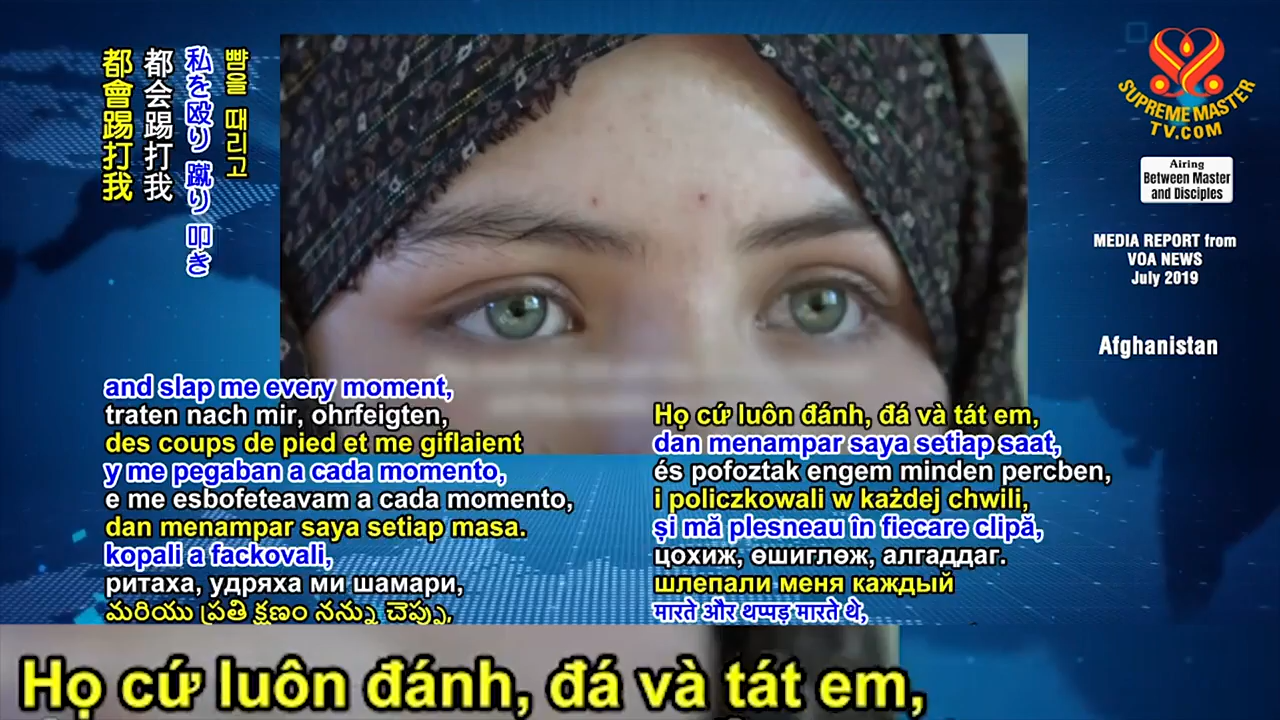 都會踢打我
都会踢打我
私を殴り 蹴り 叩き
뺨을 때리고
SUPREME MASTER
TV.COM
Airing
Between Master
and Disciples
MEDIA REPORT from
VOA NEWS
July 2019
Afghanistan
and slap me every moment,
traten nach mir, ohrfeigten,
des coups de pied et me giflaient
y me pegaban a cada momento,
e me esbofeteavam a cada momento,
dan menampar saya setiap masa.
kopali a fackovali,
ритаха, удряха ми шамари,
మరియు ప్రతి క్షణం నన్ను చెప్పు,
Họ cứ luôn đánh, đá và tát em,
dan menampar saya setiap saat,
és pofoztak engem minden percben,
i policzkowali w każdej chwili,
și mă plesneau în fiecare clipă,
цохиж, өшиглөж, алгаддаг.
шлепали меня каждый
मारते और थप्पड़ मारते थे,
Họ cứ luôn đánh, đá và tát em,